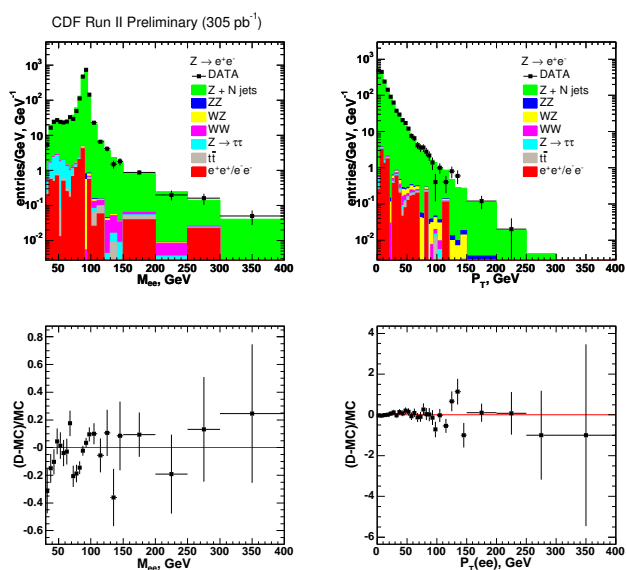 CDF Run II Preliminary (305 pb⁻¹)
entries/GeV, GeV⁻¹
10³
10²
10
1
10⁻¹
10⁻²
Z → e⁺e⁻
DATA
Z + N jets
ZZ
WZ
WW
Z → ττ
tt̄
e⁺e⁺/e⁻e⁻
50 100 150 200 250 300 350 400
Mₑₑ, GeV
entries/GeV, GeV⁻¹
10³
10²
10
1
10⁻¹
10⁻²
Z → e⁺e⁻
DATA
Z + N jets
ZZ
WZ
WW
Z → ττ
tt̄
e⁺e⁺/e⁻e⁻
0 50 100 150 200 250 300 350 400
P_T, GeV
(D-MC)/MC
0.8
0.6
0.4
0.2
-0
-0.2
-0.4
-0.6
50 100 150 200 250 300 350 400
Mₑₑ, GeV
(D-MC)/MC
4
2
0
-2
-4
-6
0 50 100 150 200 250 300 350 400
P_T(ee), GeV